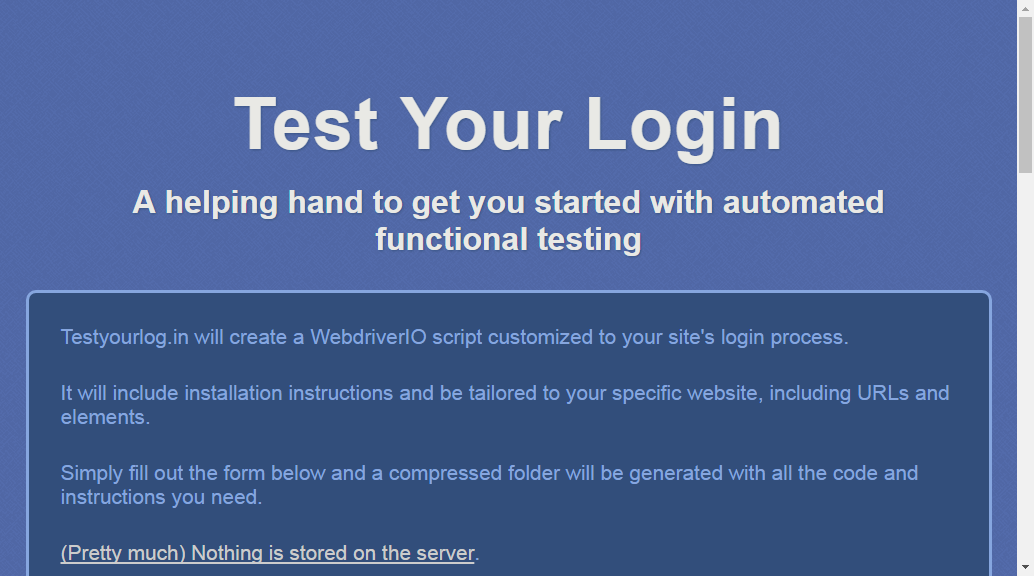 Test Your Login
A helping hand to get you started with automated
functional testing
Testyourlog.in will create a WebdriverIO script customized to your site's login process.
It will include installation instructions and be tailored to your specific website, including URLs and
elements.
Simply fill out the form below and a compressed folder will be generated with all the code and
instructions you need.
(Pretty much) Nothing is stored on the server.